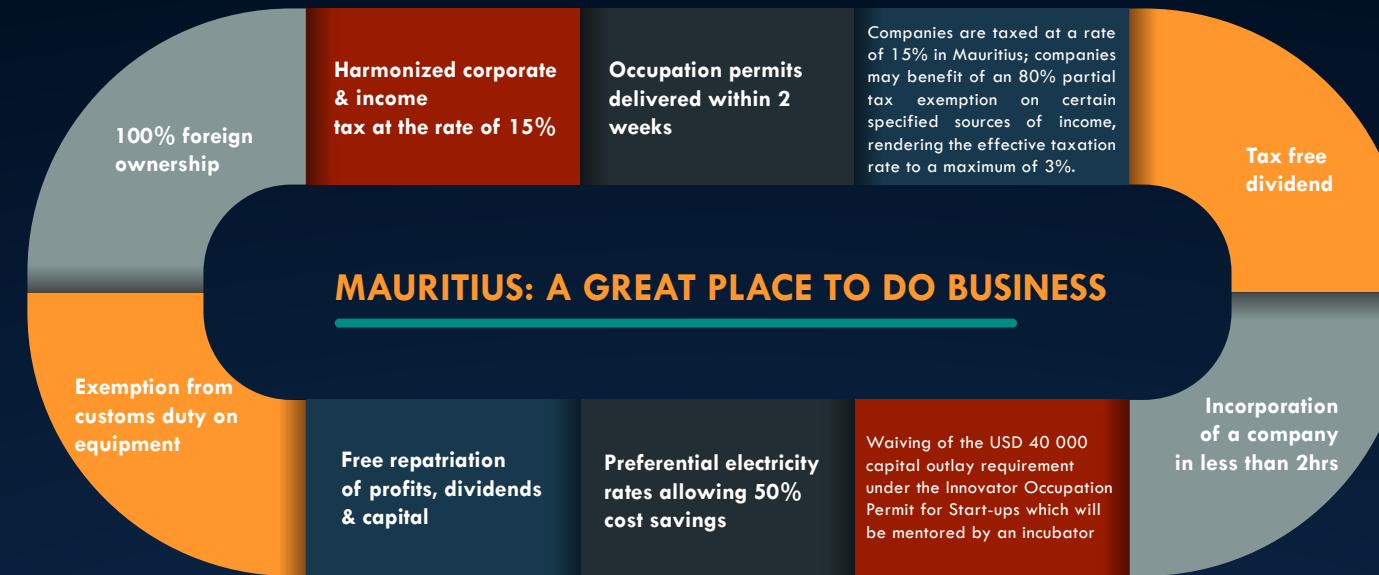 100% foreign
ownership
Harmonized corporate
& income
tax at the rate of 15%
Occupation permits
delivered within 2
weeks
Companies are taxed at a rate
of 15% in Mauritius; companies
may benefit of an 80% partial
tax exemption on certain
specified sources of income,
rendering the effective taxation
rate to a maximum of 3%.
Tax free
dividend
MAURITIUS: A GREAT PLACE TO DO BUSINESS
Exemption from
customs duty on
equipment
Free repatriation
of profits, dividends
& capital
Preferential electricity
rates allowing 50%
cost savings
Waiving of the USD 40 000
capital outlay requirement
under the Innovator Occupation
Permit for Start-ups which will
be mentored by an incubator
Incorporation
of a company
in less than 2hrs